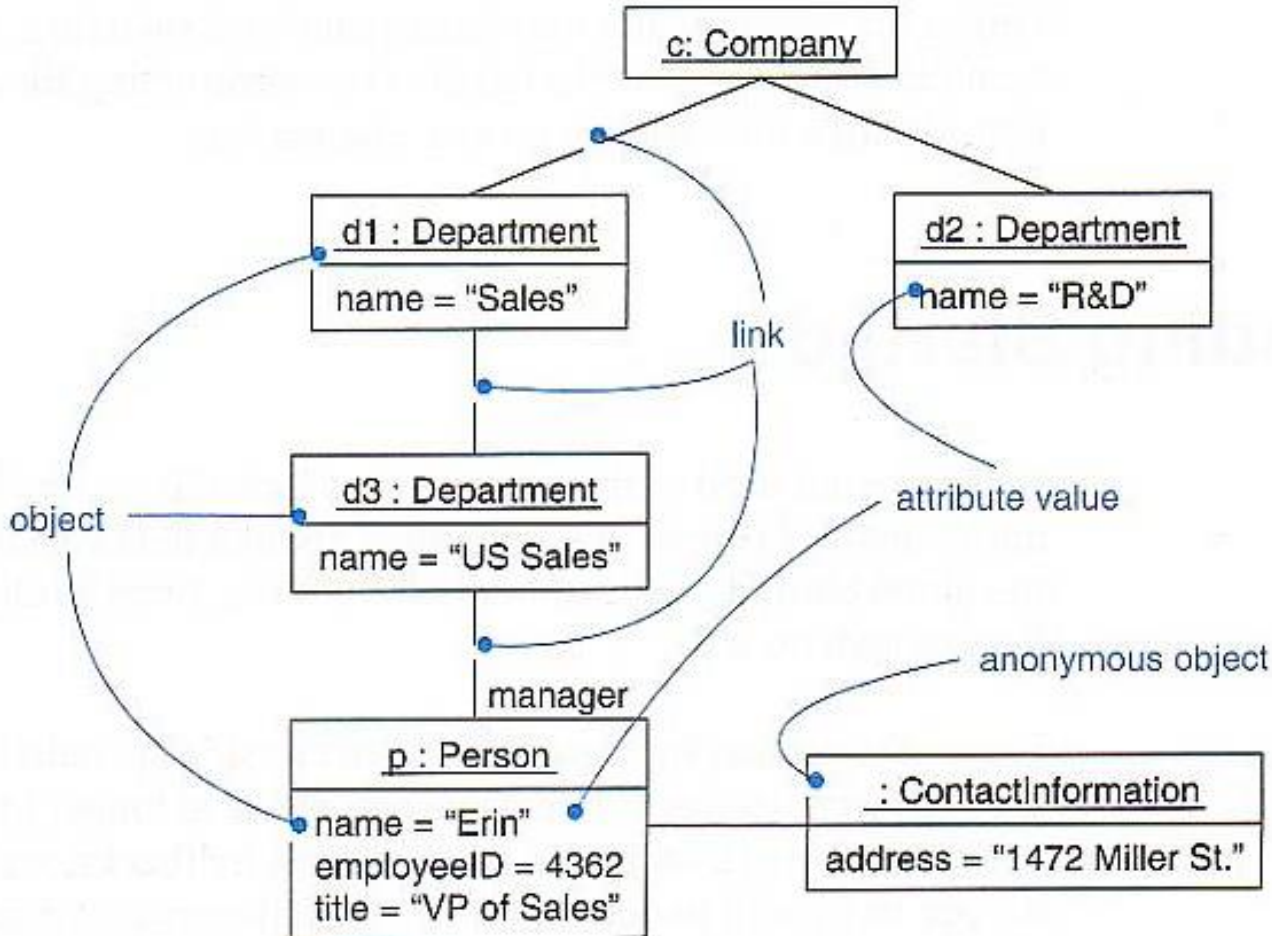 c: Company
d1 : Department
name = “Sales”
d2 : Department
name = “R&D”
link
d3 : Department
name = “US Sales”
object
attribute value
anonymous object
manager
p : Person
name = “Erin”
employeeID = 4362
title = “VP of Sales”
: ContactInformation
address = “1472 Miller St.”